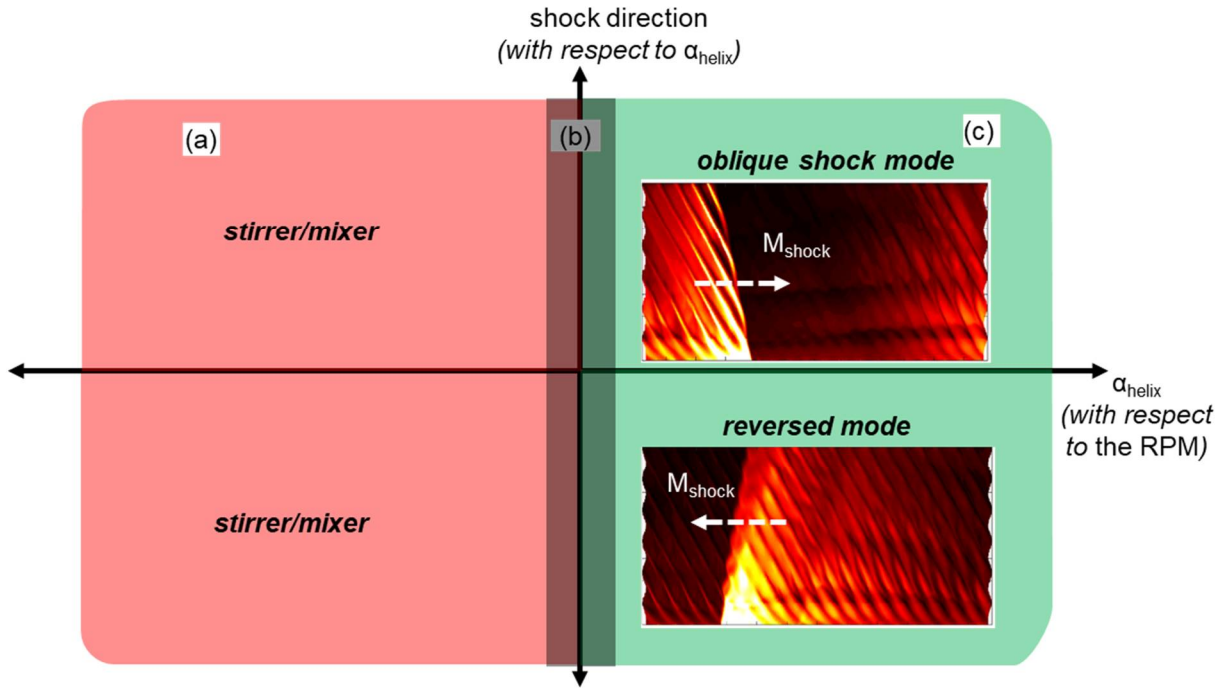 shock direction
(with respect to αhelix)
(a)
(b)
(c)
oblique shock mode
stirrer/mixer
Mshock
αhelix
(with respect
to the RPM)
reversed mode
Mshock
stirrer/mixer